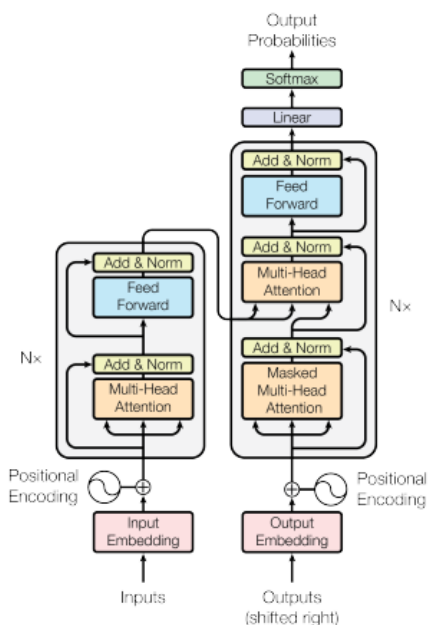 Output
Probabilities
Softmax
Linear
Add & Norm
Feed
Forward
Add & Norm
Multi-Head
Attention
Nx
Add & Norm
Masked
Multi-Head
Attention
Add & Norm
Feed
Forward
Nx
Add & Norm
Multi-Head
Attention
Positional
Encoding
Positional
Encoding
Input
Embedding
Output
Embedding
Inputs
Outputs
(shifted right)